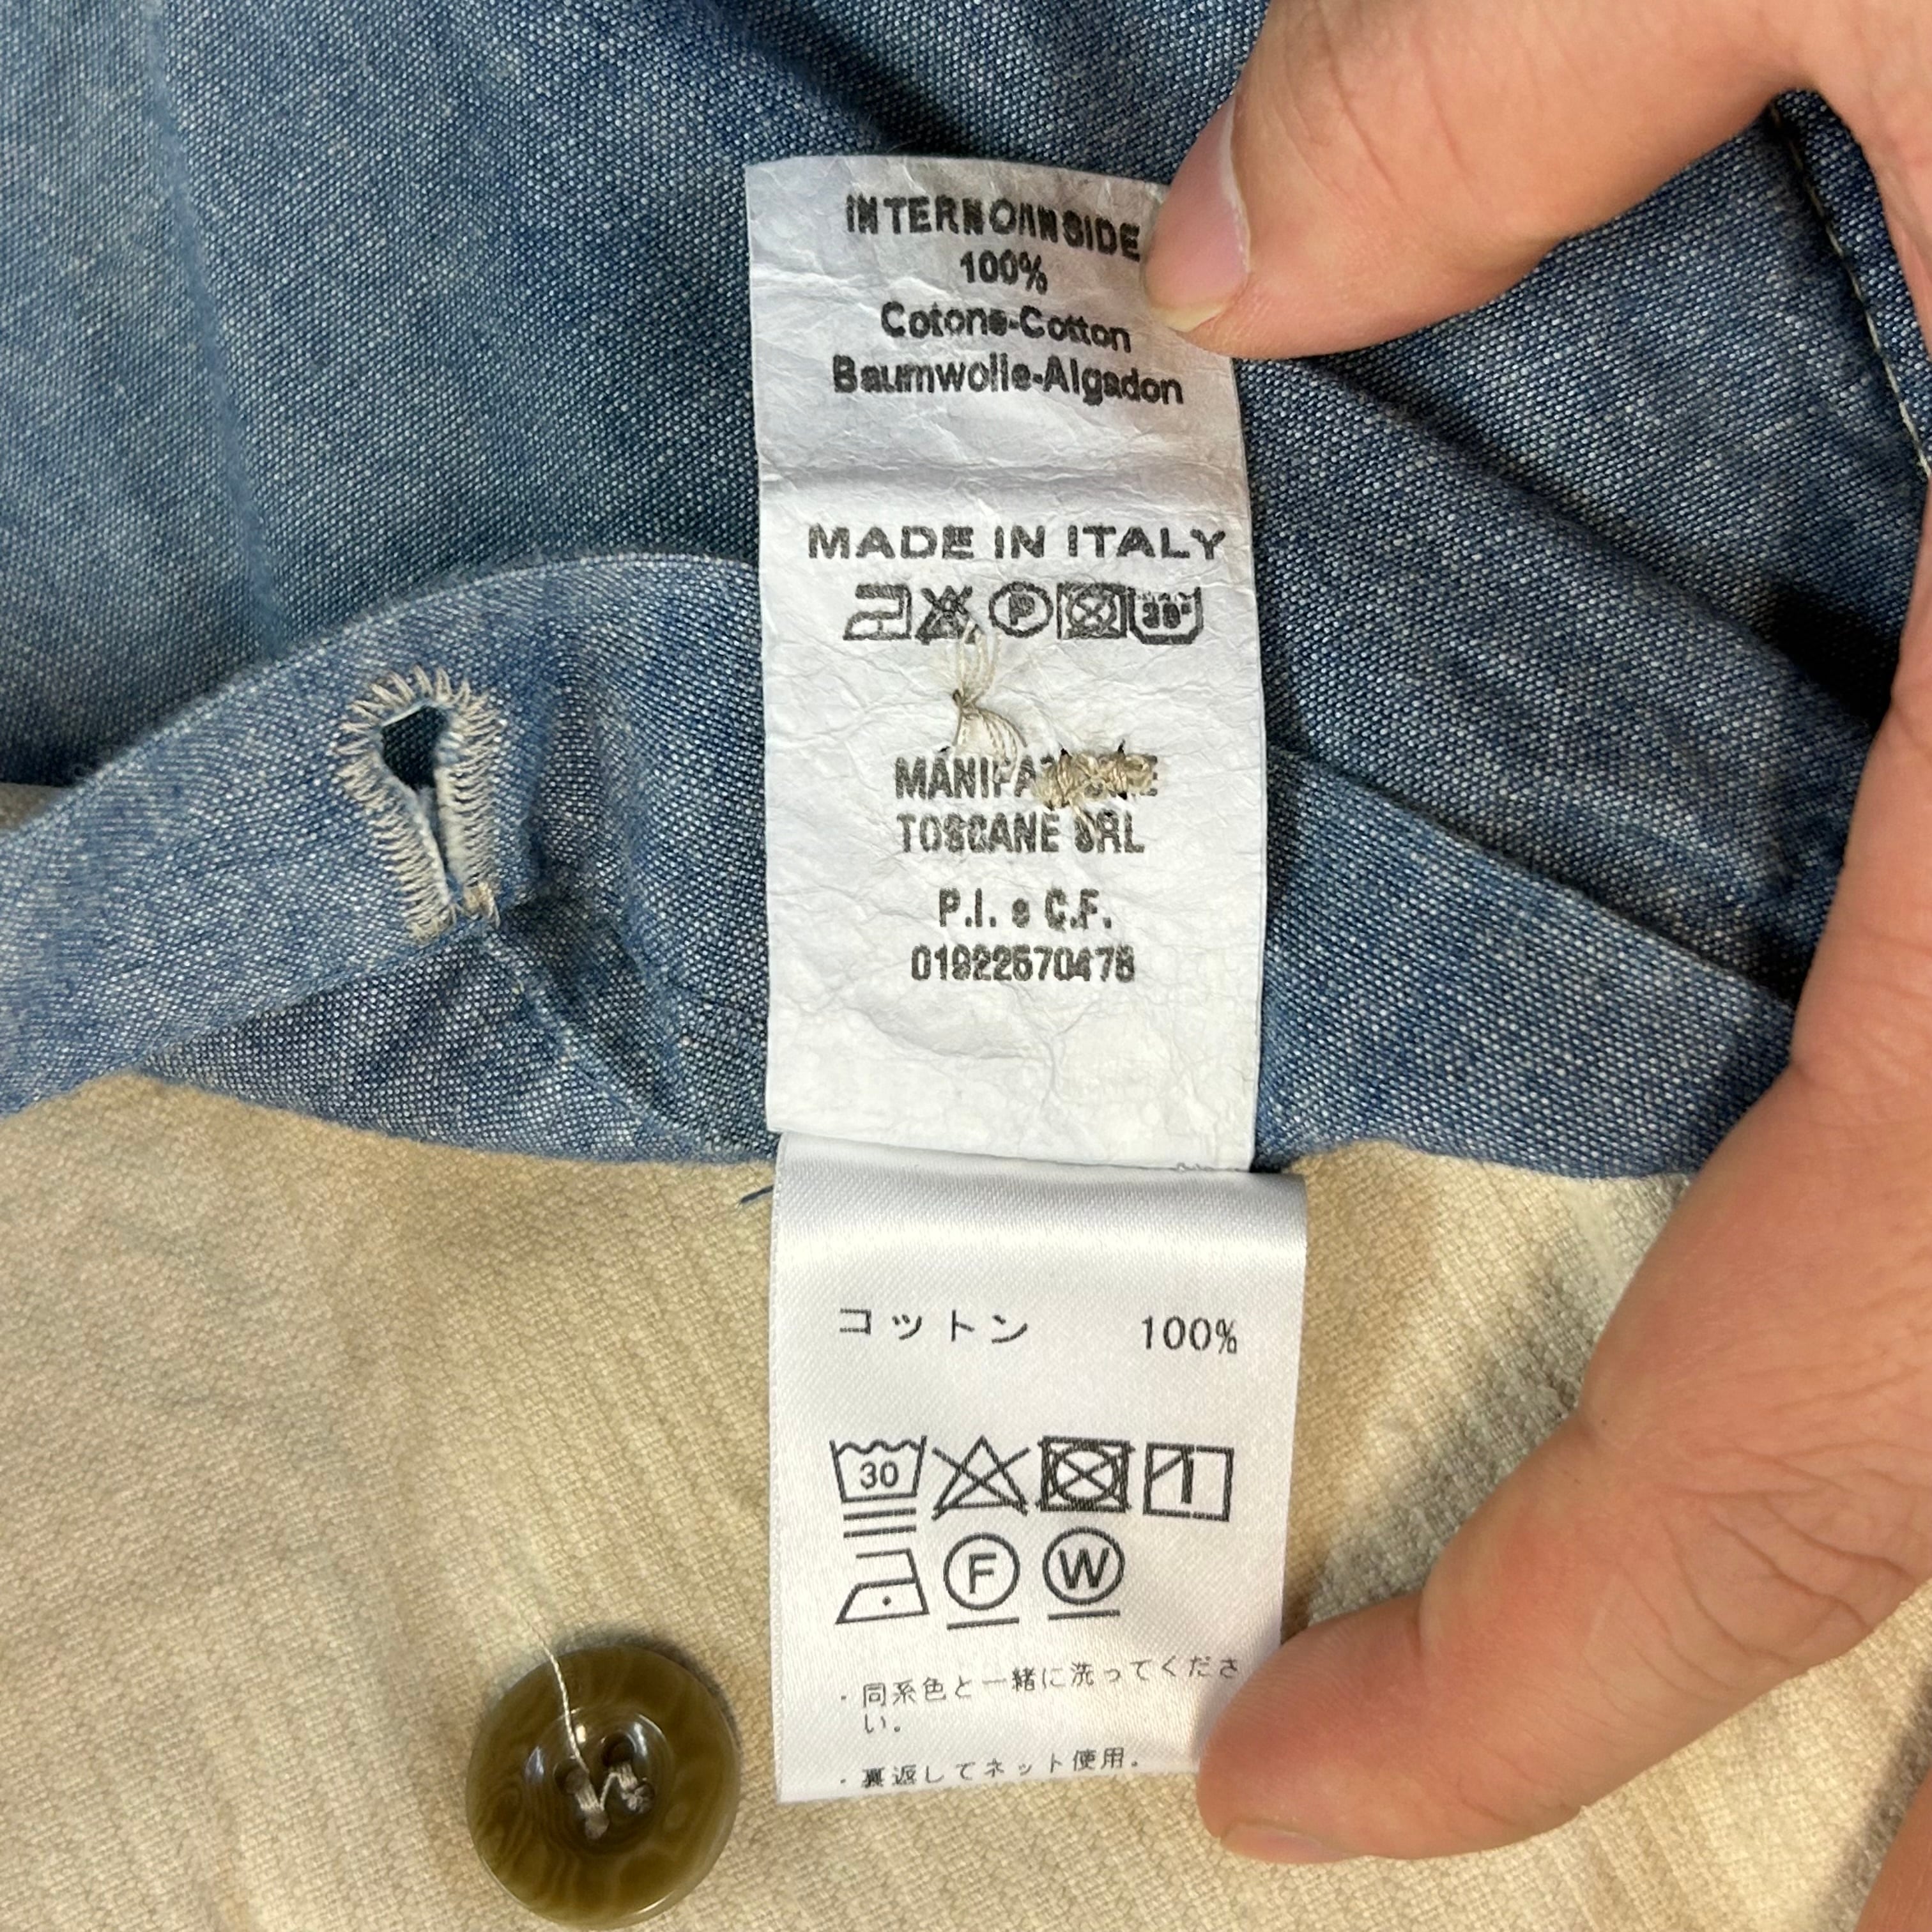 INTERNO/INSIDE
100%
Cotone-Cotton
Baumwolle-Algadon
MADE IN ITALY
P
30°
TOSCANE SRL
P.I. e C.F.
コットン 100%
30
F W
・同系色と一緒に洗ってくださ
い。
・裏返してネット使用。